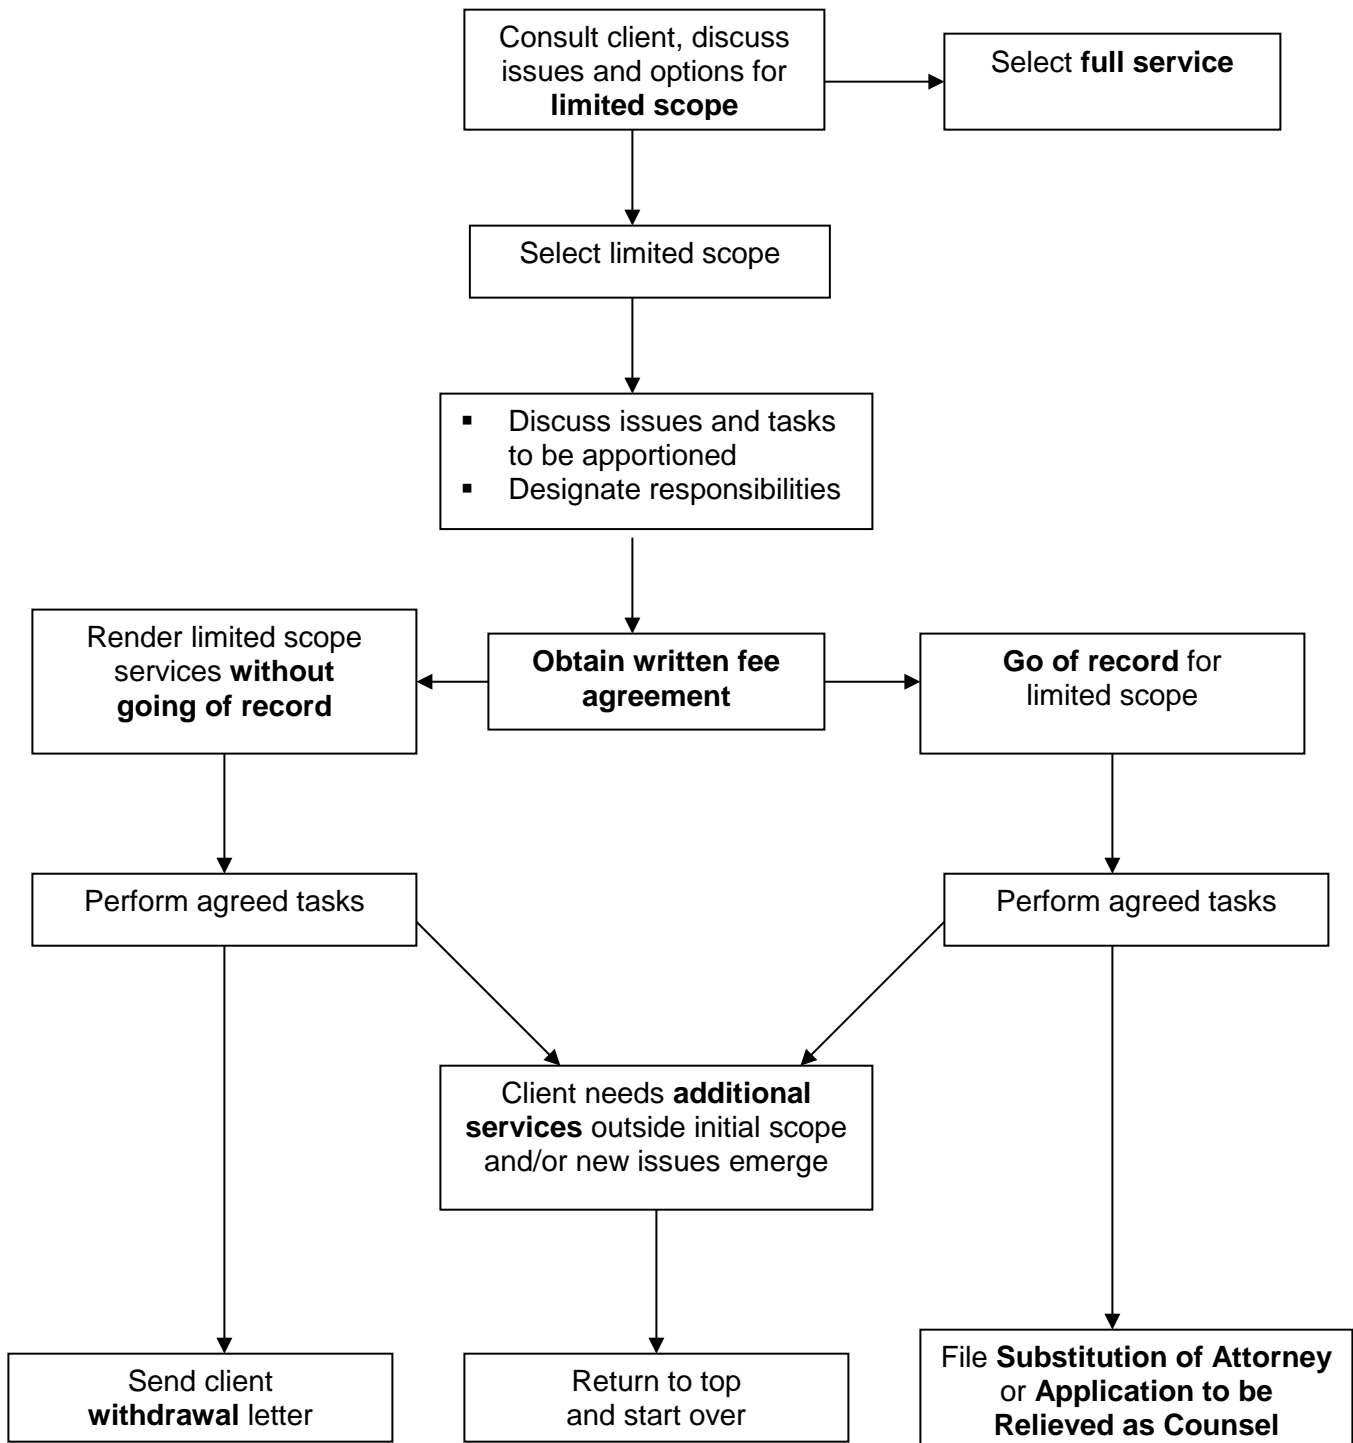 Consult client, discuss
issues and options for
limited scope
Select full service
Select limited scope
▪ Discuss issues and tasks
to be apportioned
▪ Designate responsibilities
Render limited scope
services without
going of record
Obtain written fee
agreement
Go of record for
limited scope
Perform agreed tasks
Perform agreed tasks
Client needs additional
services outside initial scope
and/or new issues emerge
Send client
withdrawal letter
Return to top
and start over
File Substitution of Attorney
or Application to be
Relieved as Counsel